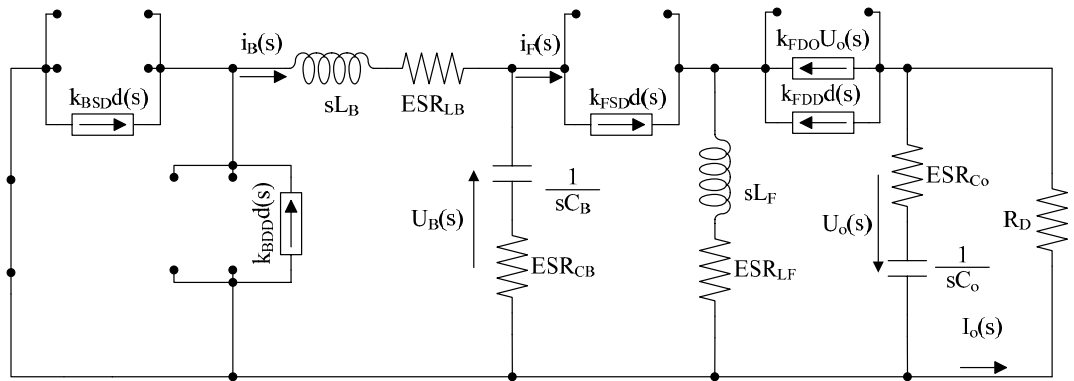 i_B(s)
i_F(s)
k_FDO U_o(s)
k_BSD d(s)
sL_B
ESR_LB
k_FSD d(s)
k_FDD d(s)
k_BDD d(s)
U_B(s)
1
sC_B
ESR_CB
sL_F
ESR_LF
ESR_Co
U_o(s)
1
sC_o
R_D
I_o(s)